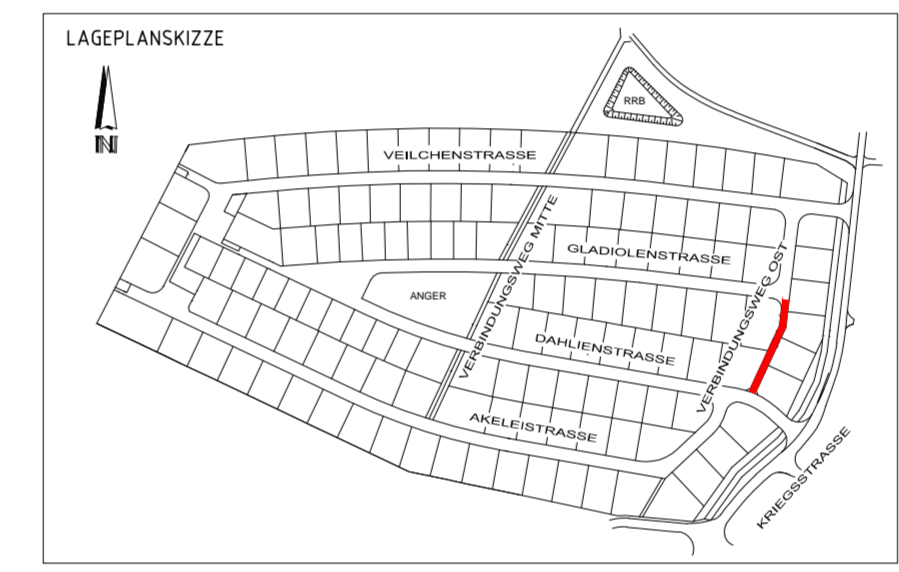 LAGEPLANSKIZZE
N
RRB
VEILCHENSTRASSE
VERBINDUNGSWEG MITTE
GLADIOLENSTRASSE
VERBINDUNGSWEG OST
ANGER
DAHLIENSTRASSE
AKELEISTRASSE
KRIEGSSTRASSE